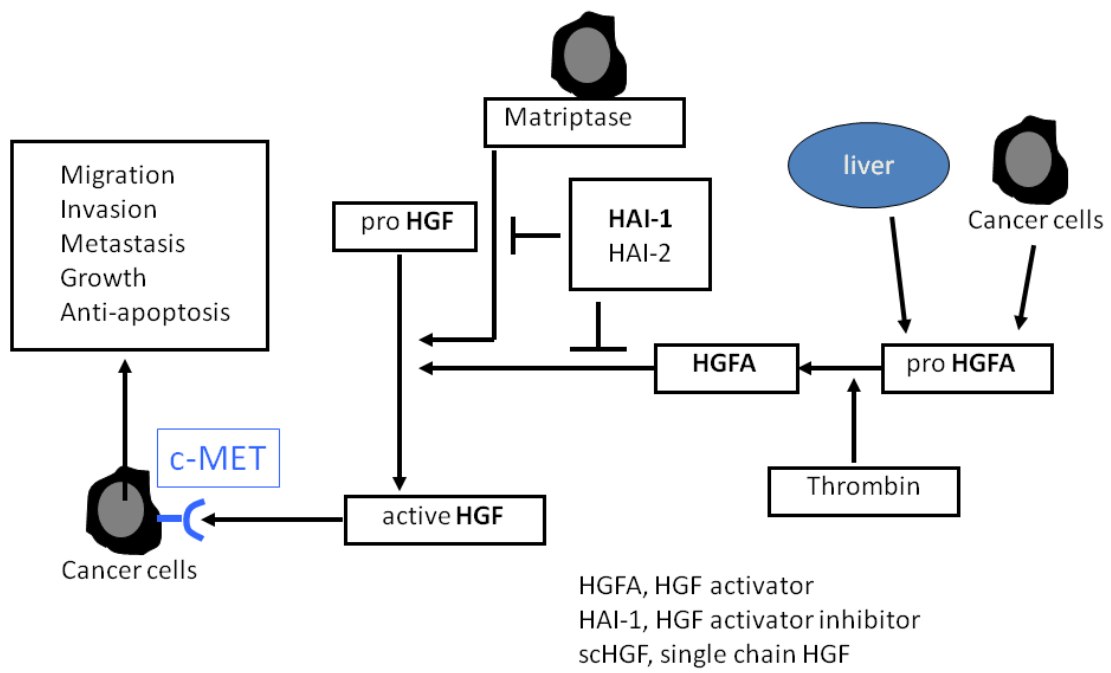 Matriptase
liver
Cancer cells
Migration
Invasion
Metastasis
Growth
Anti-apoptosis
pro HGF
HAI-1
HAI-2
HGFA
pro HGFA
c-MET
Thrombin
active HGF
Cancer cells
HGFA, HGF activator
HAI-1, HGF activator inhibitor
scHGF, single chain HGF